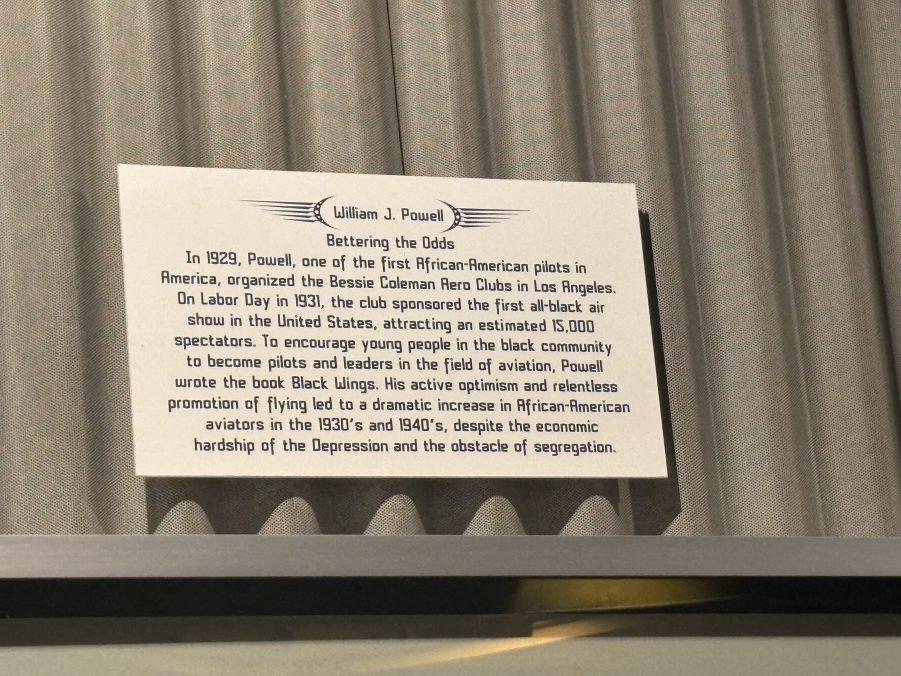 William J. Powell
Bettering the Odds
In 1929, Powell, one of the first African-American pilots in
America, organized the Bessie Coleman Aero Clubs in Los Angeles.
On Labor Day in 1931, the club sponsored the first all-black air
show in the United States, attracting an estimated 15,000
spectators. To encourage young people in the black community
to become pilots and leaders in the field of aviation, Powell
wrote the book Black Wings. His active optimism and relentless
promotion of flying led to a dramatic increase in African-American
aviators in the 1930's and 1940's, despite the economic
hardship of the Depression and the obstacle of segregation.